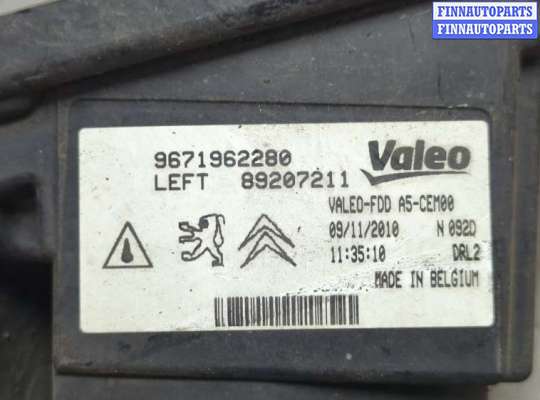 FINNAUTOPARTS
FINNAUTOPARTS
9671962280
Valeo
LEFT 89207211
VALEO-FDD A5-CEM00
09/11/2010 N 092D
11:35:10 DRL2
MADE IN BELGIUM